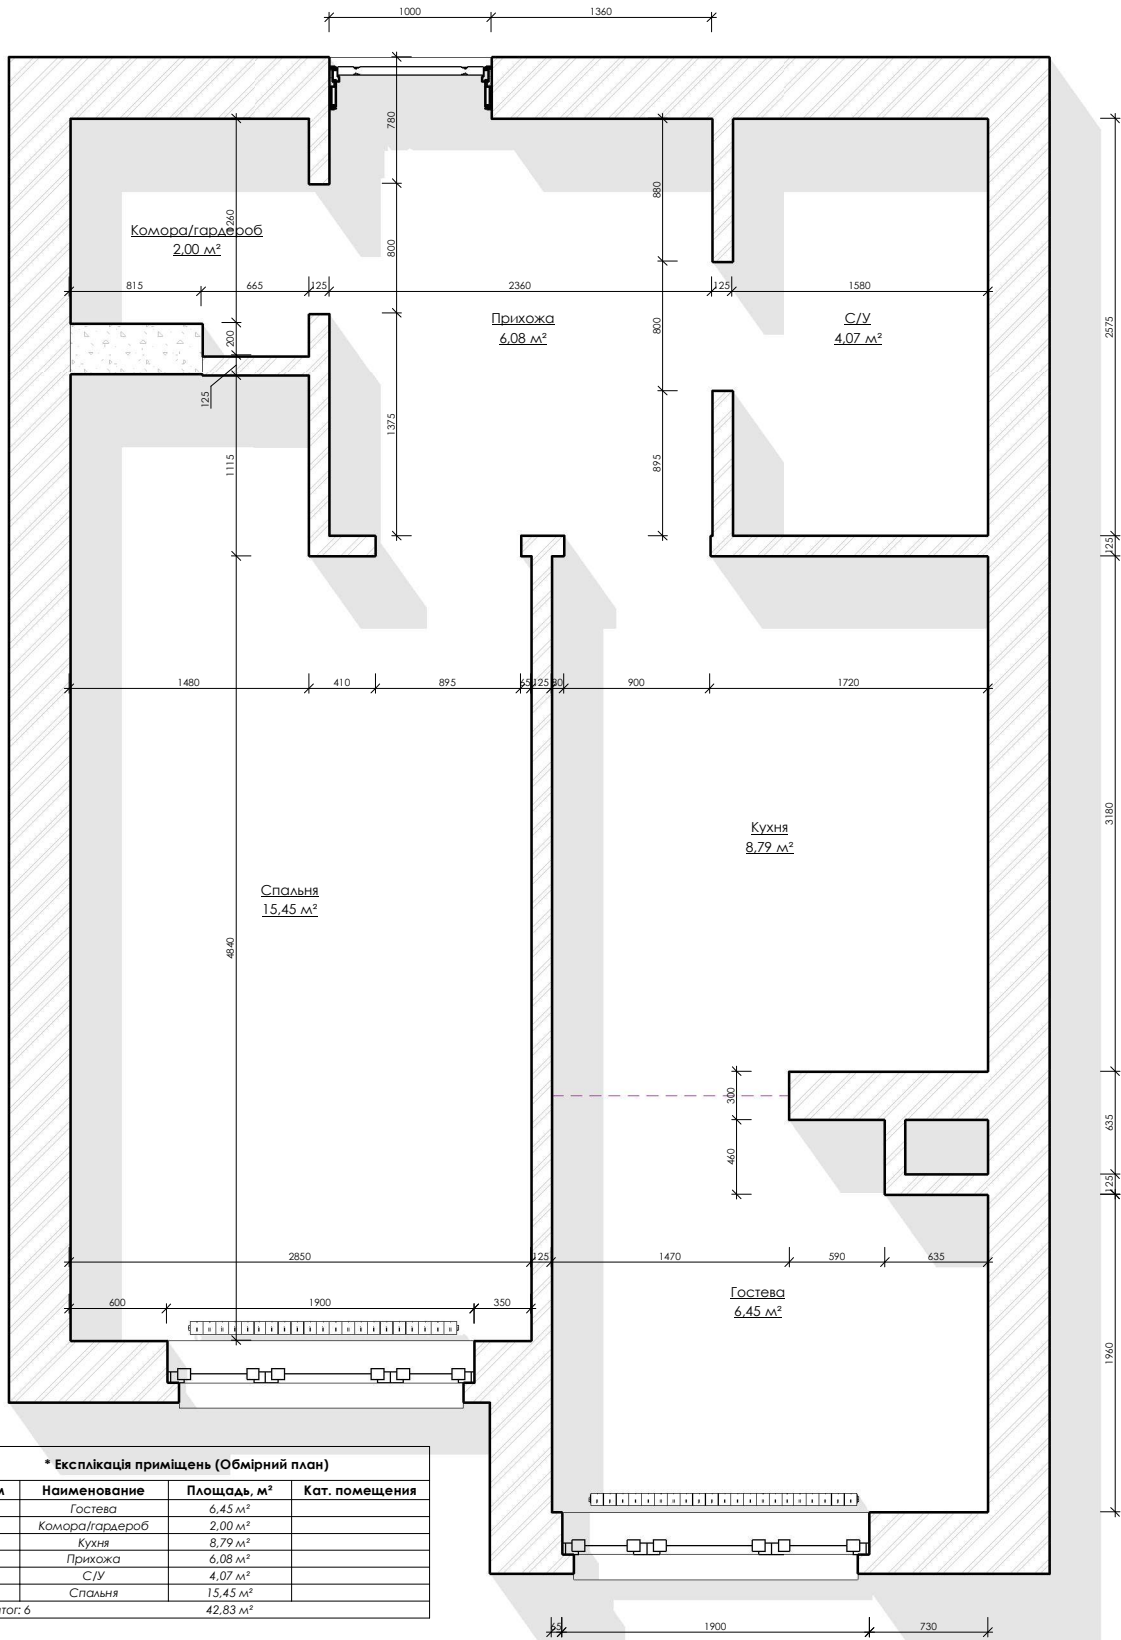 1000
1360
780
880
1260
Комора/гардероб
2,00 м²
800
815
665
125
2360
125
1580
Прихожа
6,08 м²
С/У
4,07 м²
800
2575
200
125
1375
1115
895
125
1480
410
895
65
125
80
900
1720
3180
Кухня
8,79 м²
Спальня
15,45 м²
4840
300
460
635
125
2850
125
1470
590
635
Гостева
6,45 м²
600
1900
350
1960
* Експлікація приміщень (Обмірний план)
Наименование Площадь, м² Кат. помещения
Гостева 6,45 м²
Комора/гардероб 2,00 м²
Кухня 8,79 м²
Прихожа 6,08 м²
С/У 4,07 м²
Спальня 15,45 м²
тог: 6 42,83 м²
65
1900
730